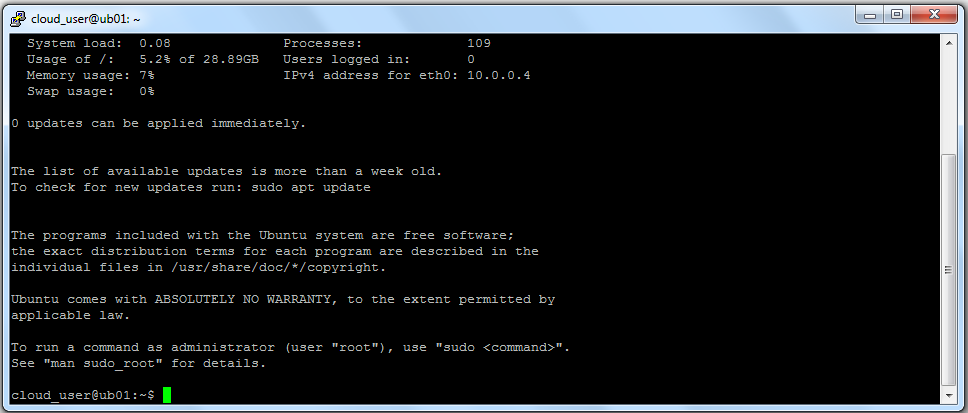 cloud_user@ub01: ~
  System load:  0.08              Processes:             109
  Usage of /:   5.2% of 28.89GB   Users logged in:       0
  Memory usage: 7%                IPv4 address for eth0: 10.0.0.4
  Swap usage:   0%
0 updates can be applied immediately.
The list of available updates is more than a week old.
To check for new updates run: sudo apt update
The programs included with the Ubuntu system are free software;
the exact distribution terms for each program are described in the
individual files in /usr/share/doc/*/copyright.
Ubuntu comes with ABSOLUTELY NO WARRANTY, to the extent permitted by
applicable law.
To run a command as administrator (user "root"), use "sudo <command>".
See "man sudo_root" for details.
cloud_user@ub01:~$